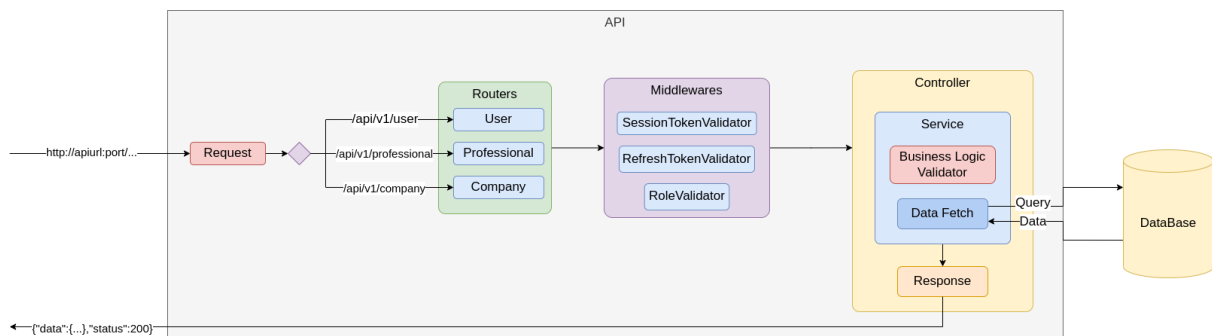 API
http://apiurl:port/...
Request
/api/v1/user
/api/v1/professional
/api/v1/company
Routers
User
Professional
Company
Middlewares
SessionTokenValidator
RefreshTokenValidator
RoleValidator
Controller
Service
Business Logic
Validator
Data Fetch
Query
Data
DataBase
Response
{"data":{...},"status":200}